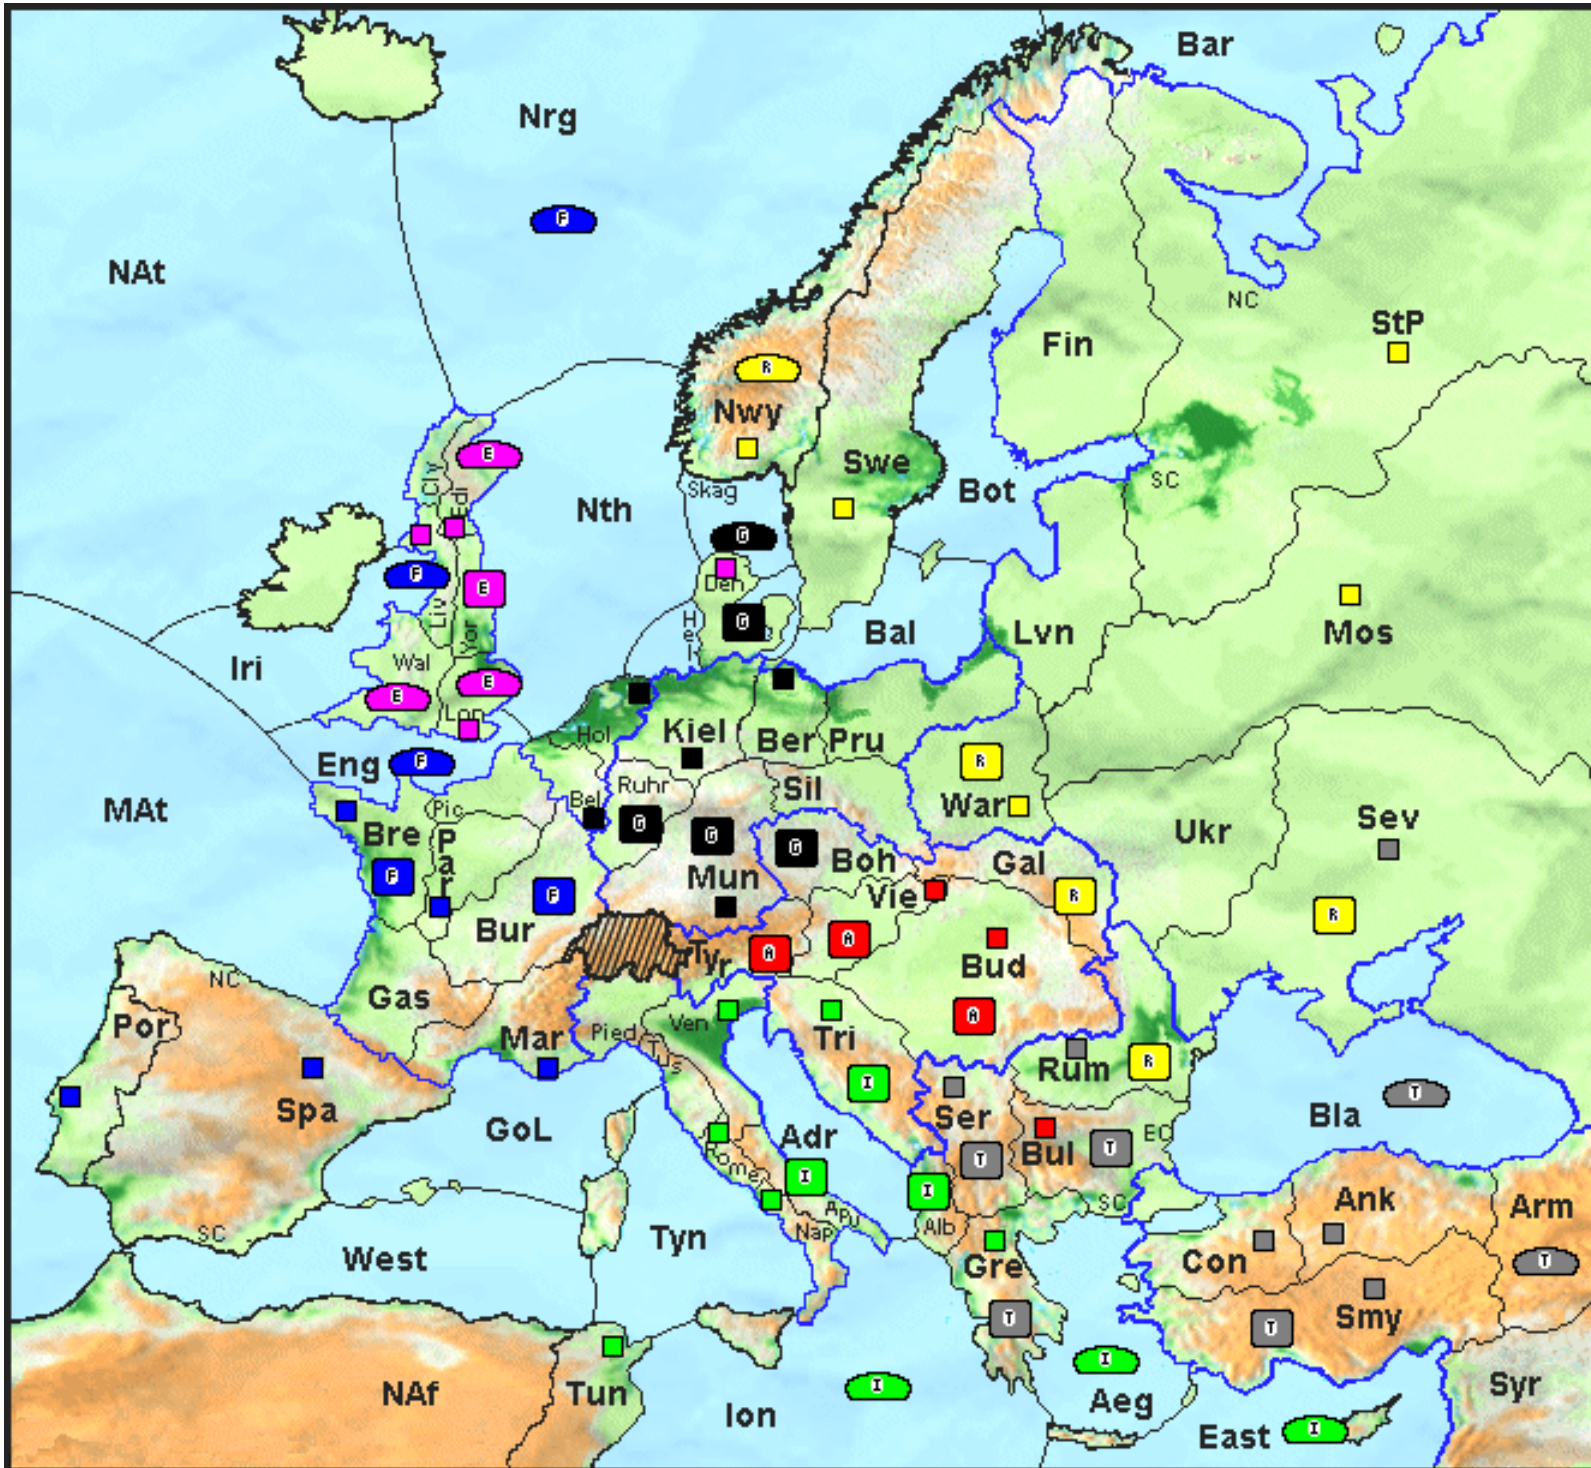 Bar
Nrg
F
NAt
NC
StP
Fin
R
Nwy
E
Cly
Edi
Swe
SC
Skag
Bot
Nth
G
F
E
Den
G
Hel
Liv
Yor
Bal
Lvn
Mos
Iri
Wal
E
E
Lon
Hol
Kiel
Ber
Pru
Eng
F
R
War
Ruhr
Sil
MAt
Pic
Bel
Bre
Par
G
G
G
Boh
Gal
Ukr
Sev
F
F
Mun
Vie
R
R
Bur
Tyr
A
A
Bud
NC
Gas
A
Por
Mar
Pied
Ven
Tus
Tri
Rum
R
I
Spa
GoL
Ser
T
Bla
Adr
Bul
T
EC
Rome
I
T
I
SC
Ank
Arm
SC
Tyn
Apu
Nap
Alb
West
Gre
Con
T
T
T
Smy
I
I
NAf
Tun
Ion
Aeg
Syr
East
I